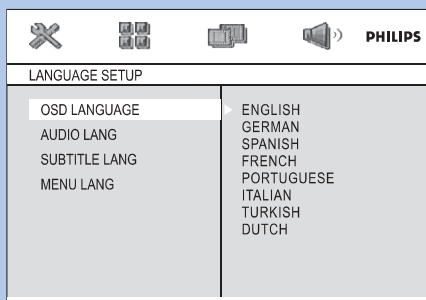 PHILIPS
LANGUAGE SETUP
OSD LANGUAGE
AUDIO LANG
SUBTITLE LANG
MENU LANG
ENGLISH
GERMAN
SPANISH
FRENCH
PORTUGUESE
ITALIAN
TURKISH
DUTCH